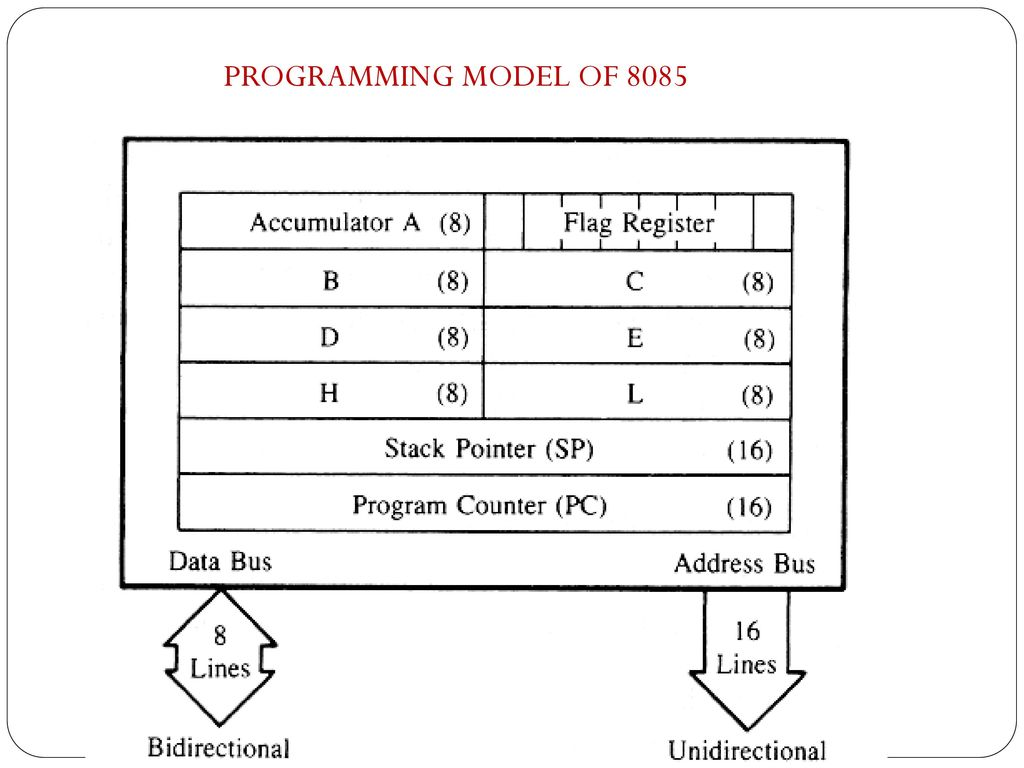 PROGRAMMING MODEL OF 8085
Accumulator A (8) Flag Register
B (8) C (8)
D (8) E (8)
H (8) L (8)
Stack Pointer (SP) (16)
Program Counter (PC) (16)
Data Bus Address Bus
8 Lines 16 Lines
Bidirectional Unidirectional